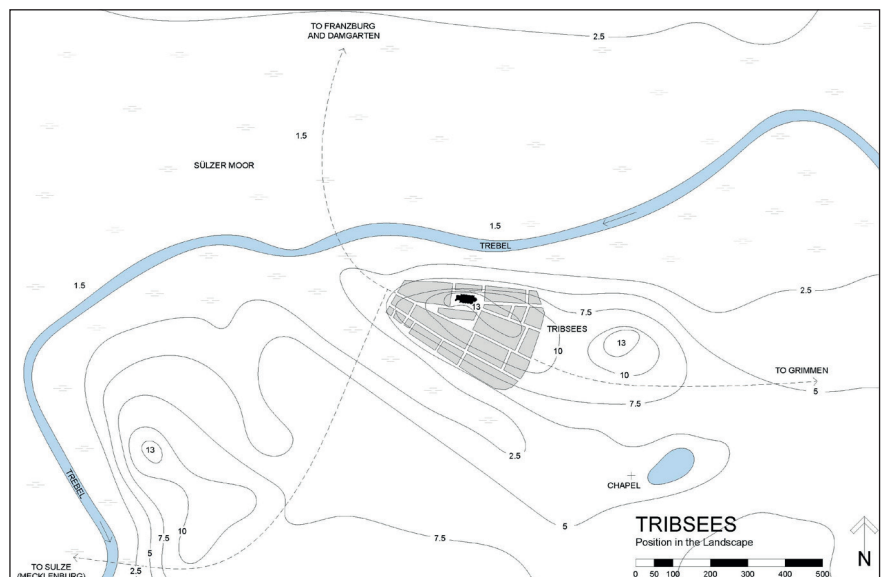 TO FRANZBURG
AND DAMGARTEN
2.5
1.5
SÜLZER MOOR
1.5
TREBEL
1.5
2.5
7.5
13
TRIBSEES
13
10
10
TO GRIMMEN
5
7.5
2.5
13
CHAPEL
TREBEL
10
7.5
5
2.5
7.5
5
TO SULZE
(MECKLENBURG)
TRIBSEES
Position in the Landscape
0 50 100 200 300 400 500
N